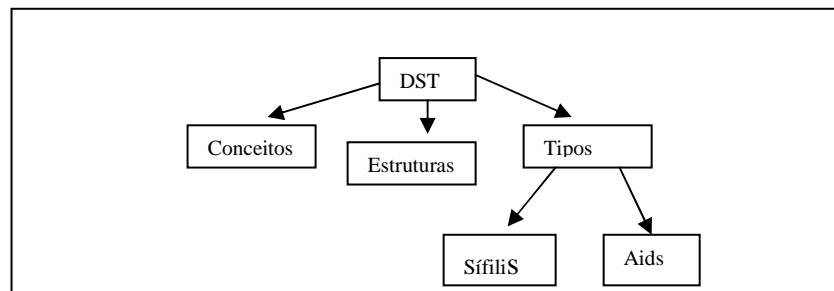 DST
Conceitos
Estruturas
Tipos
SífiliS
Aids